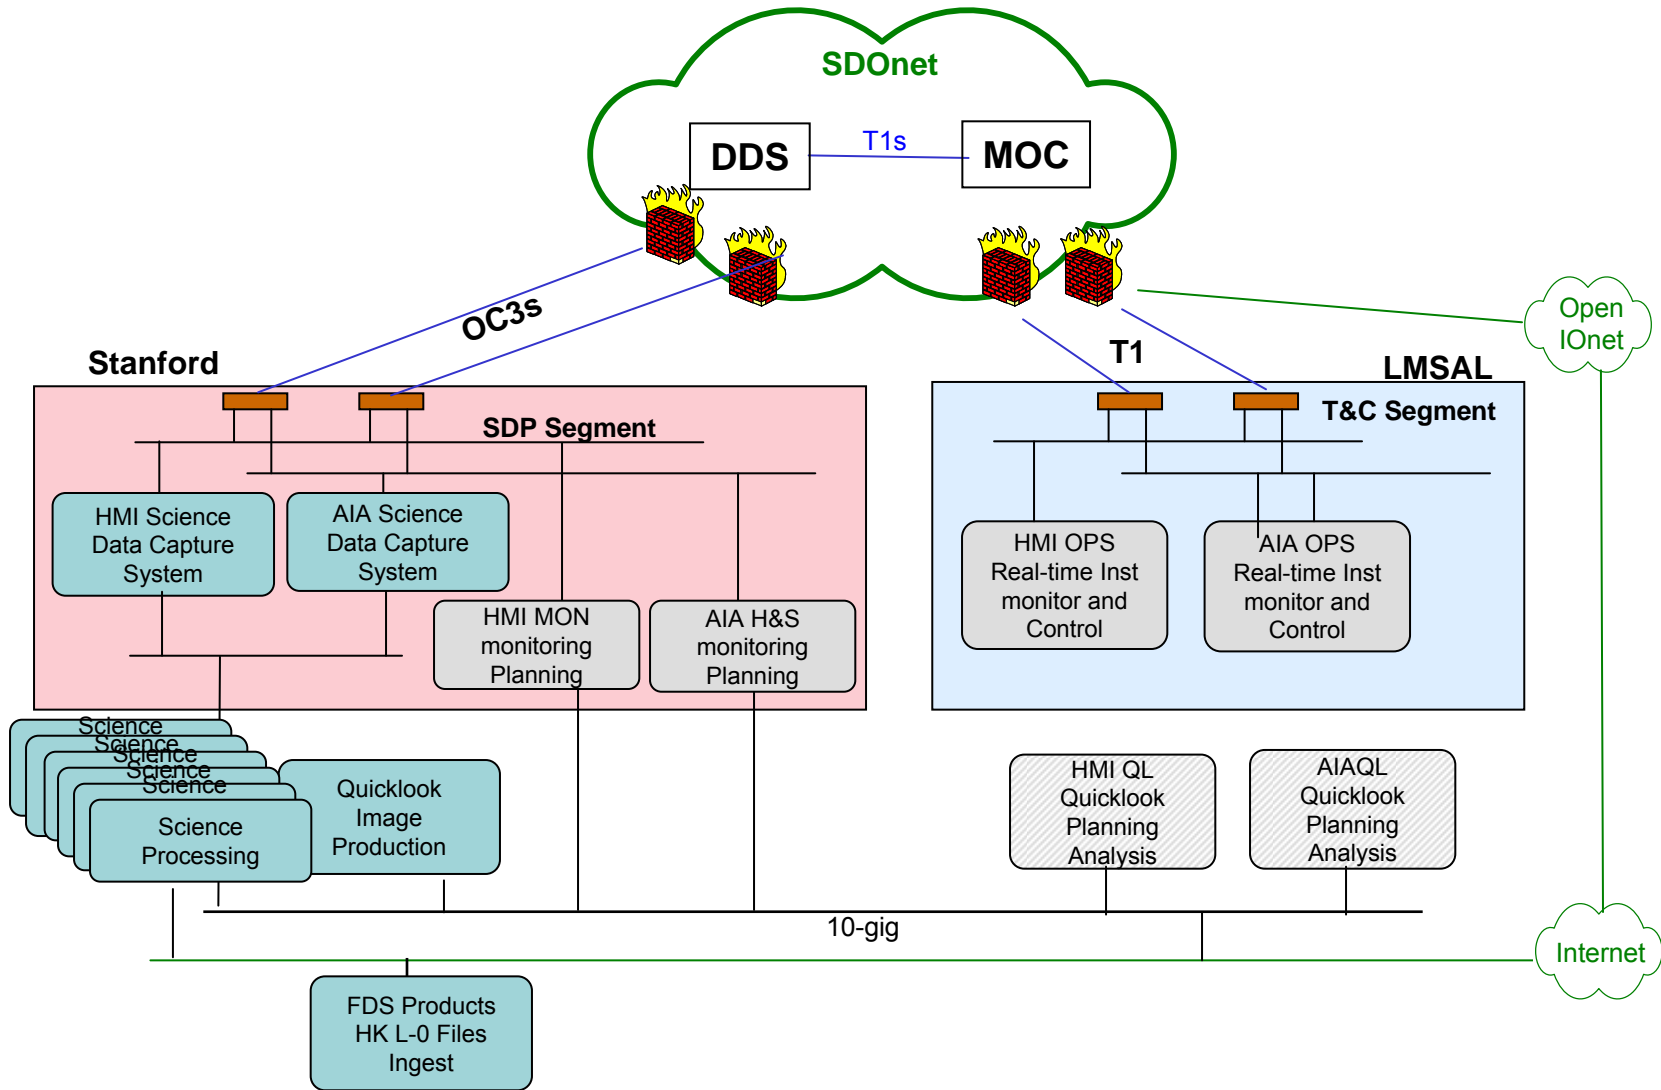 SDOnet
DDS
T1s
MOC
OC3s
T1
Open
IOnet
Stanford
LMSAL
SDP Segment
T&C Segment
HMI Science
Data Capture
System
AIA Science
Data Capture
System
HMI MON
monitoring
Planning
AIA H&S
monitoring
Planning
HMI OPS
Real-time Inst
monitor and
Control
AIA OPS
Real-time Inst
monitor and
Control
Science
Science
Science
Science
Science
Science
Processing
Quicklook
Image
Production
HMI QL
Quicklook
Planning
Analysis
AIAQL
Quicklook
Planning
Analysis
10-gig
Internet
FDS Products
HK L-0 Files
Ingest